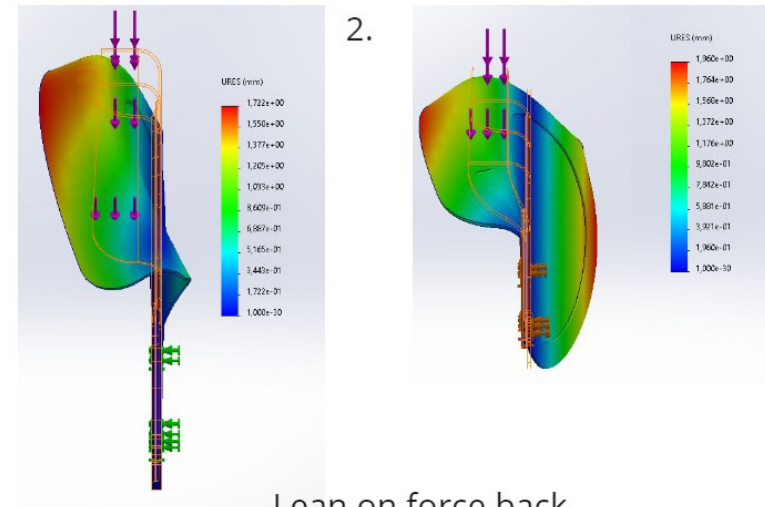 2.
URES (mm)
1,722e+00
1,550e+00
1,377e+00
1,205e+00
1,033e+00
8,609e-01
6,887e-01
5,165e-01
3,443e-01
1,722e-01
1,000e-30
URES (mm)
1,960e+00
1,764e+00
1,568e+00
1,372e+00
1,176e+00
9,802e-01
7,842e-01
5,881e-01
3,921e-01
1,960e-01
1,000e-30
Lean on force back